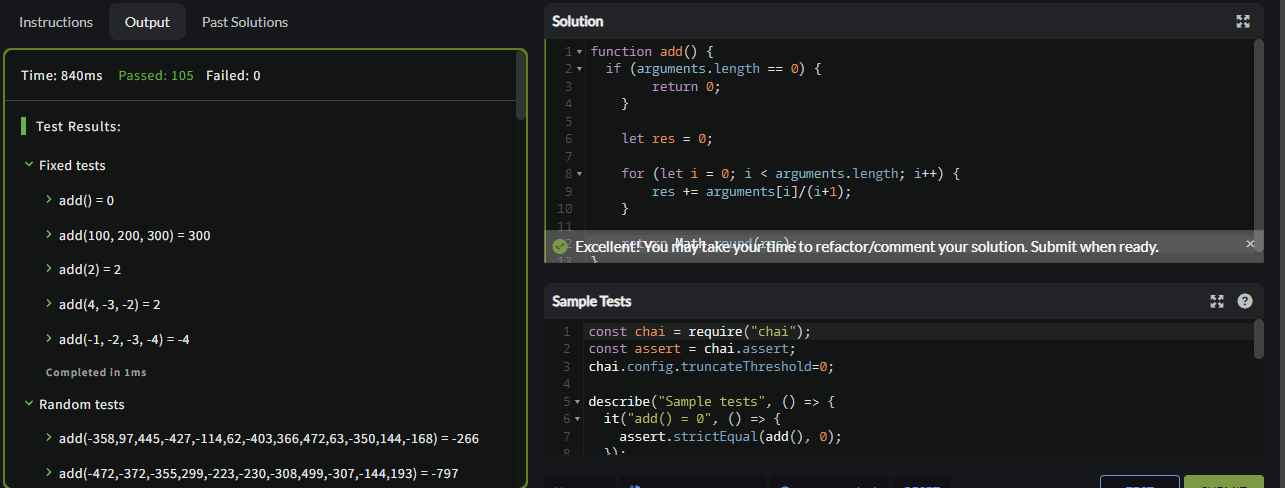 Instructions
Output
Past Solutions
Time: 840ms Passed: 105 Failed: 0
Test Results:
Fixed tests
add() = 0
add(100, 200, 300) = 300
add(2) = 2
add(4, -3, -2) = 2
add(-1, -2, -3, -4) = -4
Completed in 1ms
Random tests
add(-358,97,445,-427,-114,62,-403,366,472,63,-350,144,-168) = -266
add(-472,-372,-355,299,-223,-230,-308,499,-307,-144,193) = -797
Solution
1 function add() {
2 if (arguments.length == 0) {
3 return 0;
4 }
5
6 let res = 0;
7
8 for (let i = 0; i < arguments.length; i++) {
9 res += arguments[i]/(i+1);
10 }
11
Excellent! You may take your time to refactor/comment your solution. Submit when ready.
13 }
Sample Tests
1 const chai = require("chai");
2 const assert = chai.assert;
3 chai.config.truncateThreshold=0;
4
5 describe("Sample tests", () => {
6 it("add() = 0", () => {
7 assert.strictEqual(add(), 0);
8 });